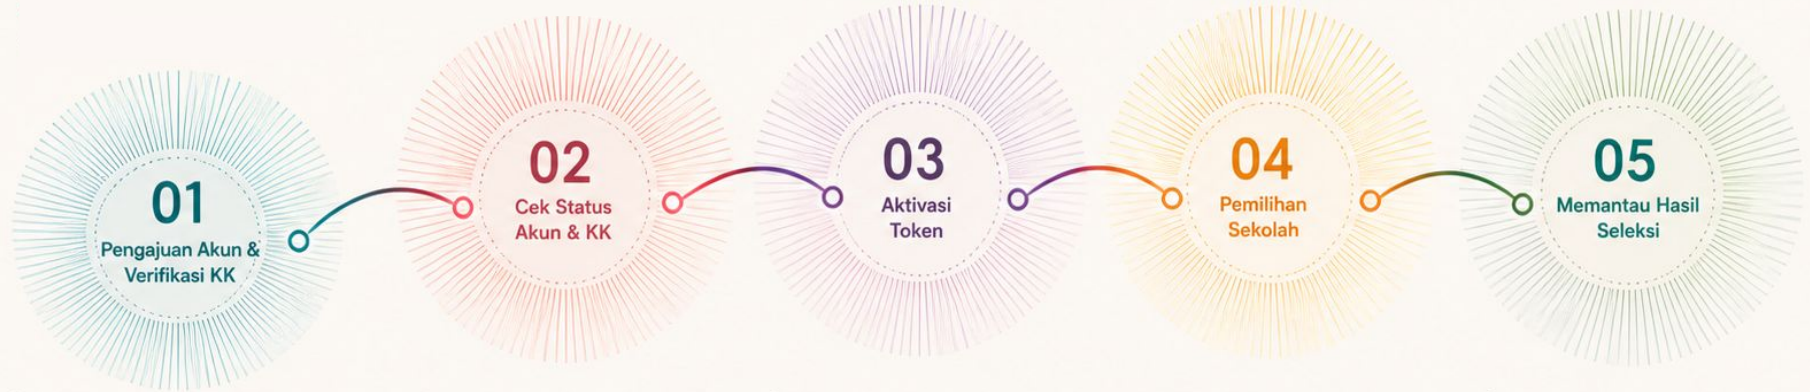 01
Pengajuan Akun &
Verifikasi KK
02
Cek Status
Akun & KK
03
Aktivasi
Token
04
Pemilihan
Sekolah
05
Memantau Hasil
Seleksi